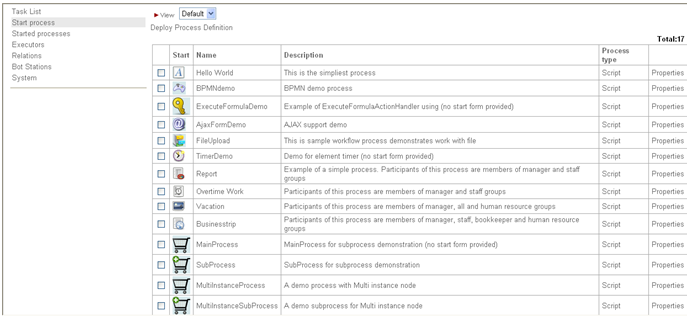 Task List
Start process
Started processes
Executors
Relations
Bot Stations
System
View Default
Deploy Process Definition
Total:17
Start Name Description Process type
Hello World This is the simpliest process Script Properties
BPMNdemo BPMN demo process Script Properties
ExecuteFormulaDemo Example of ExecuteFormulaActionHandler using (no start form provided) Script Properties
AjaxFormDemo AJAX support demo Script Properties
FileUpload This is sample workflow process demonstrates work with file Script Properties
TimerDemo Demo for element timer (no start form provided) Script Properties
Report Example of a simple process. Participants of this process are members of manager and staff groups Script Properties
Overtime Work Participants of this process are members of manager and staff groups Script Properties
Vacation Participants of this process are members of manager, all and human resource groups Script Properties
Businesstrip Participants of this process are members of manager, staff, bookkeeper and human resource groups Script Properties
MainProcess MainProcess for subprocess demonstration (no start form provided) Script Properties
SubProcess SubProcess for subprocess demonstration Script Properties
MultiInstanceProcess A demo process with Multi instance node Script Properties
MultiInstanceSubProcess A demo subprocess for Multi instance node Script Properties